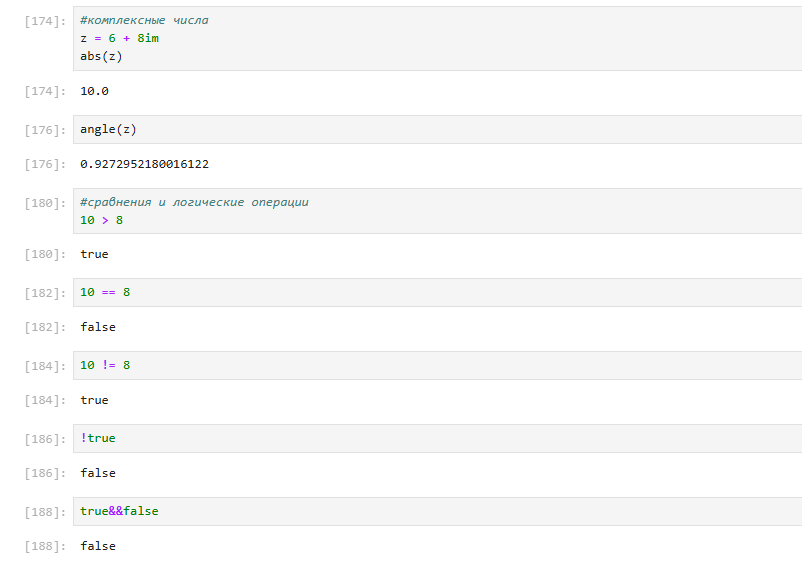 [174]: #комплексные числа
z = 6 + 8im
abs(z)
[174]: 10.0
[176]: angle(z)
[176]: 0.9272952180016122
[180]: #сравнения и логические операции
10 > 8
[180]: true
[182]: 10 == 8
[182]: false
[184]: 10 != 8
[184]: true
[186]: !true
[186]: false
[188]: true&&false
[188]: false